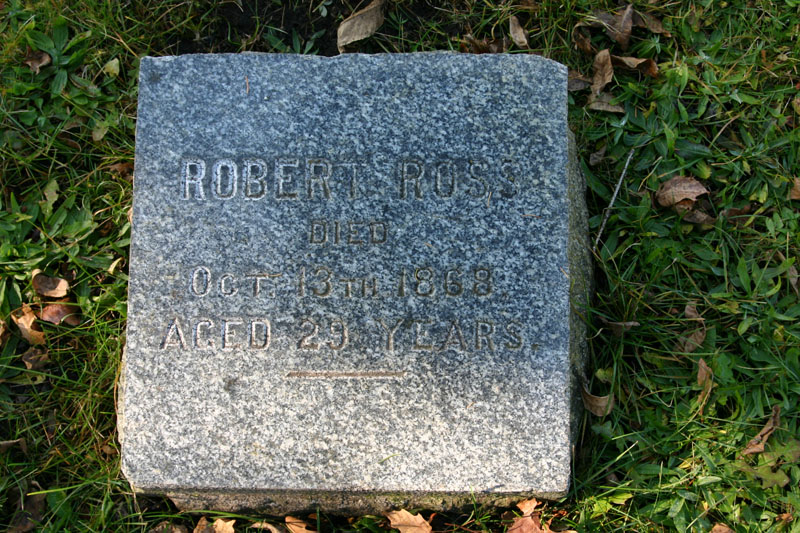 ROBERT ROSS
DIED
OCT. 13TH 1868.
AGED 29 YEARS.